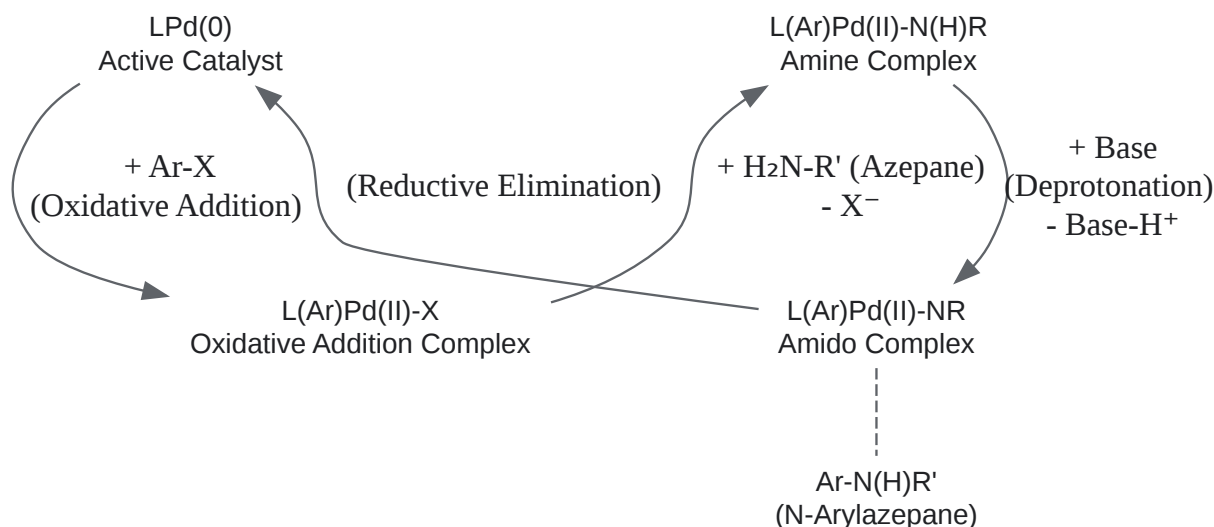 LPd(0)
Active Catalyst
L(Ar)Pd(II)-N(H)R
Amine Complex
+ Ar-X
(Oxidative Addition)
(Reductive Elimination)
+ H₂N-R' (Azepane)
- X⁻
+ Base
(Deprotonation)
- Base-H⁺
L(Ar)Pd(II)-X
Oxidative Addition Complex
L(Ar)Pd(II)-NR
Amido Complex
Ar-N(H)R'
(N-Arylazepane)